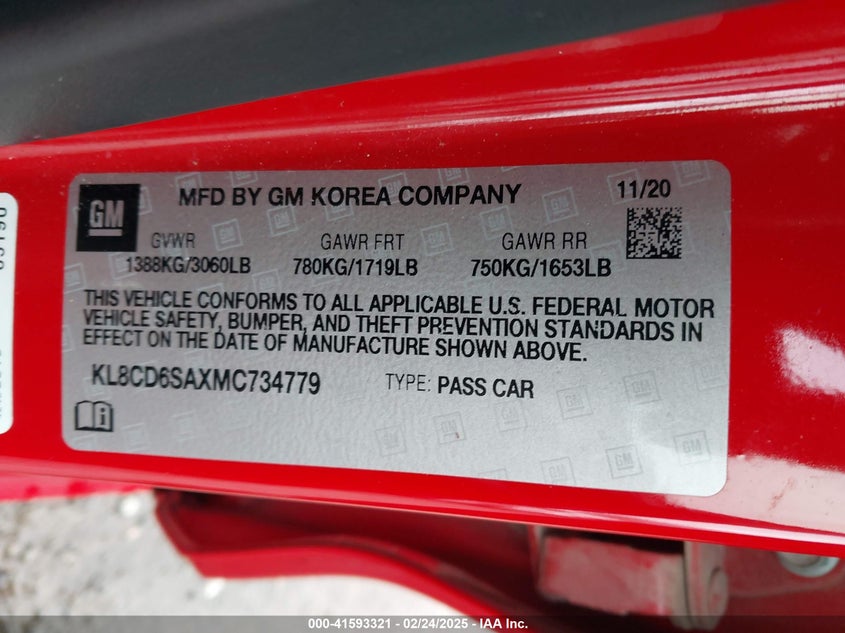 GM
MFD BY GM KOREA COMPANY 11/20
GVWR GAWR FRT GAWR RR
1388KG/3060LB 780KG/1719LB 750KG/1653LB
THIS VEHICLE CONFORMS TO ALL APPLICABLE U.S. FEDERAL MOTOR
VEHICLE SAFETY, BUMPER, AND THEFT PREVENTION STANDARDS IN
EFFECT ON THE DATE OF MANUFACTURE SHOWN ABOVE.
KL8CD6SAXMC734779 TYPE: PASS CAR
000-41593321 - 02/24/2025 - IAA Inc.